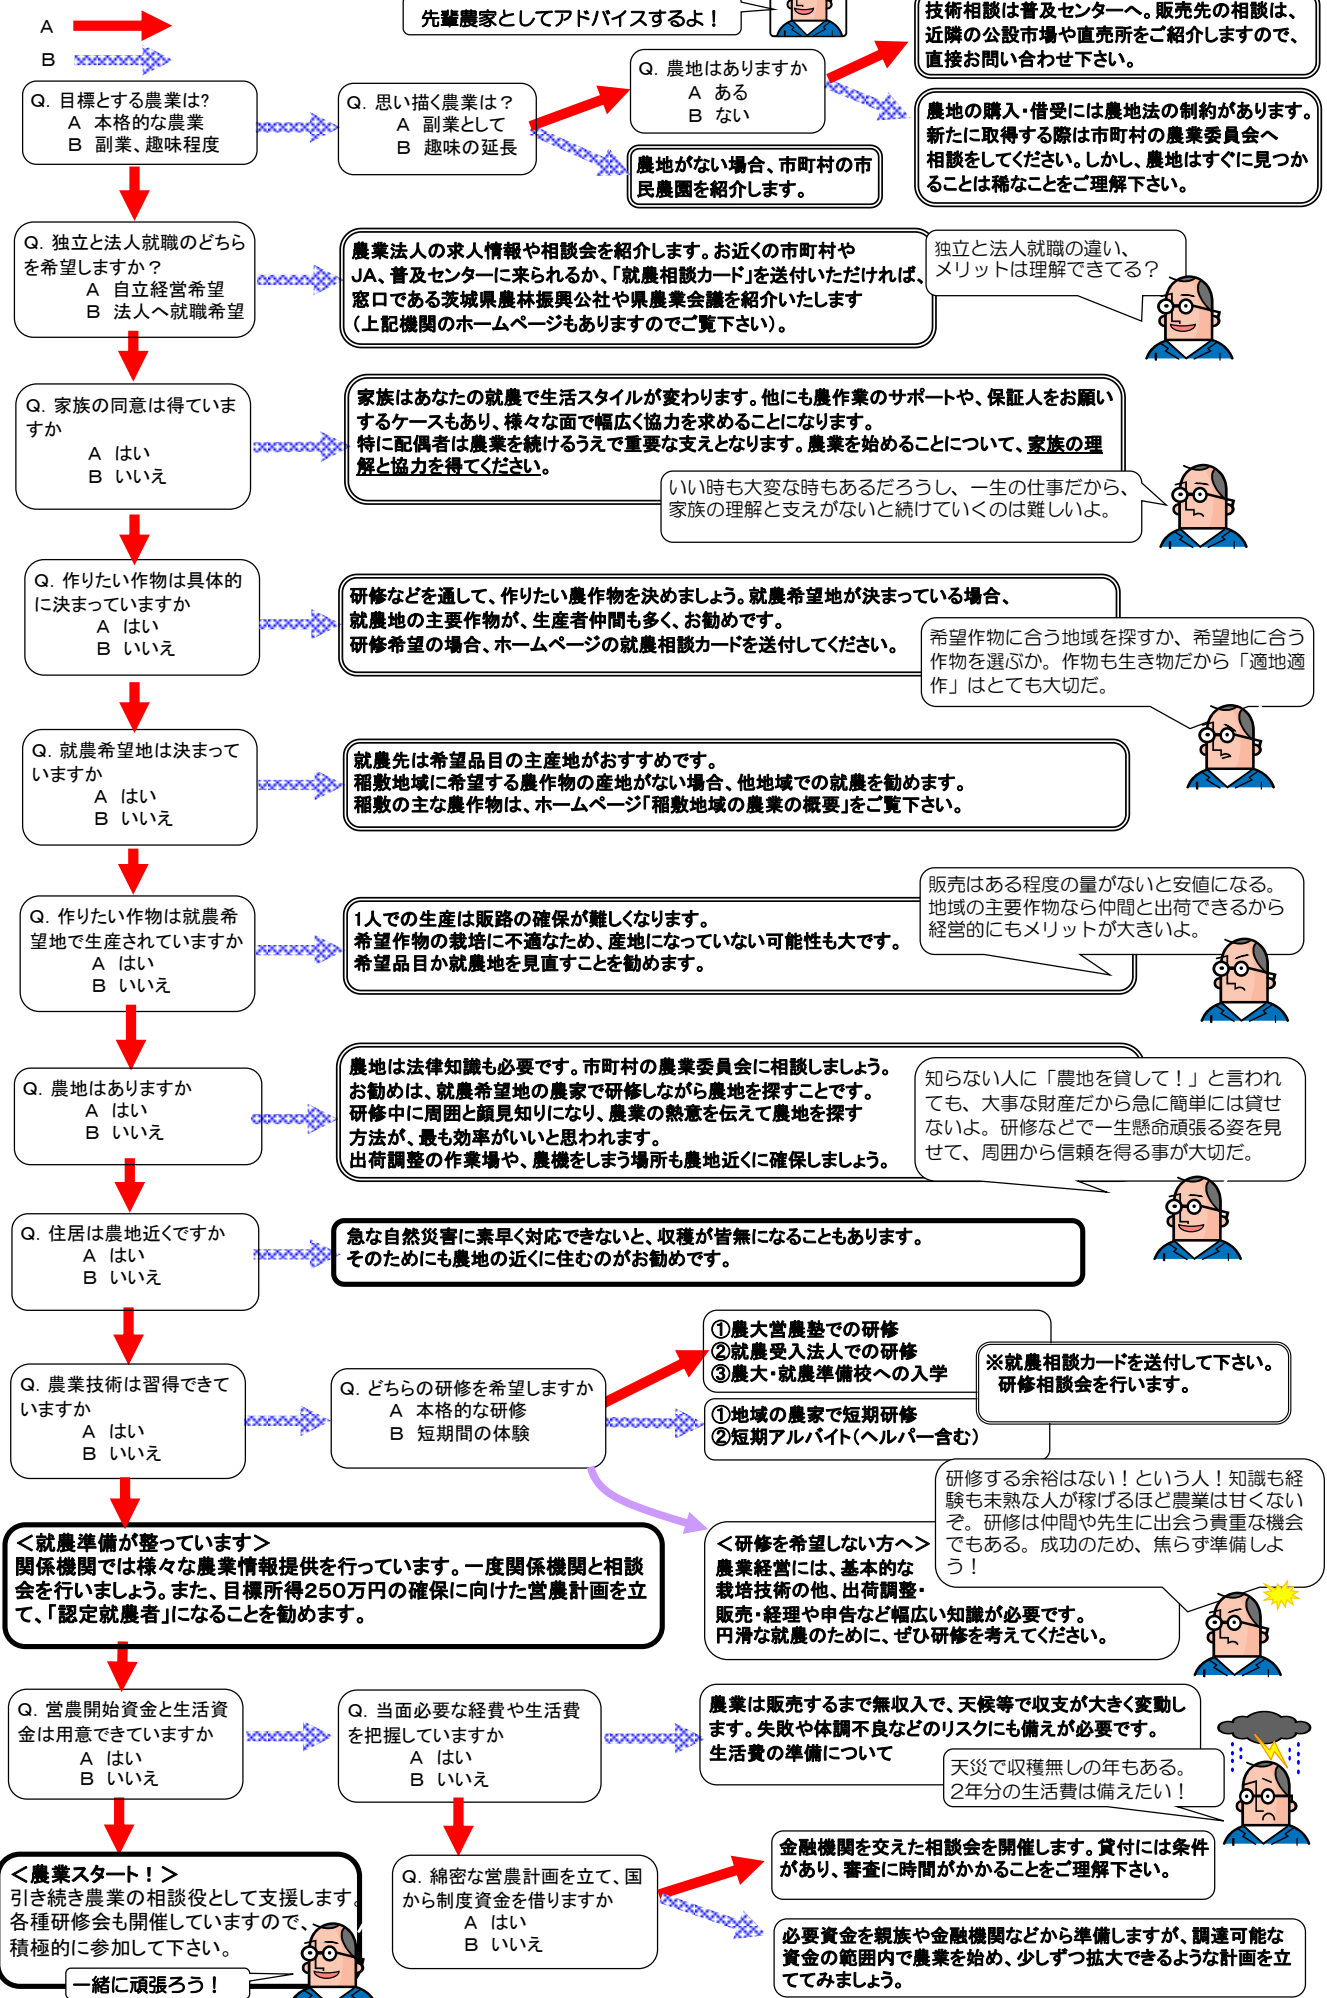 A
B
先輩農家としてアドバイスするよ！
技術相談は普及センターへ。販売先の相談は、
近隣の公設市場や直売所をご紹介しますので、
直接お問い合わせ下さい。
Q. 目標とする農業は?
A 本格的な農業
B 副業、趣味程度
Q. 思い描く農業は？
A 副業として
B 趣味の延長
Q. 農地はありますか
A ある
B ない
農地の購入・借受には農地法の制約があります。
新たに取得する際は市町村の農業委員会へ
相談をしてください。しかし、農地はすぐに見つか
ることは稀なことをご理解下さい。
農地がない場合、市町村の市
民農園を紹介します。
Q. 独立と法人就職のどちら
を希望しますか？
A 自立経営希望
B 法人へ就職希望
農業法人の求人情報や相談会を紹介します。お近くの市町村や
JA、普及センターに来られるか、「就農相談カード」を送付いただければ、
窓口である茨城県農林振興公社や県農業会議を紹介いたします
（上記機関のホームページもありますのでご覧下さい）。
独立と法人就職の違い、
メリットは理解できてる？
Q. 家族の同意は得ていま
すか
A はい
B いいえ
家族はあなたの就農で生活スタイルが変わります。他にも農作業のサポートや、保証人をお願い
するケースもあり、様々な面で幅広く協力を求めることになります。
特に配偶者は農業を続けるうえで重要な支えとなります。農業を始めることについて、家族の理
解と協力を得てください。
いい時も大変な時もあるだろうし、一生の仕事だから、
家族の理解と支えがないと続けていくのは難しいよ。
Q. 作りたい作物は具体的
に決まっていますか
A はい
B いいえ
研修などを通して、作りたい農作物を決めましょう。就農希望地が決まっている場合、
就農地の主要作物が、生産者仲間も多く、お勧めです。
研修希望の場合、ホームページの就農相談カードを送付してください。
希望作物に合う地域を探すか、希望地に合う
作物を選ぶか。作物も生き物だから「適地適
作」はとても大切だ。
Q. 就農希望地は決まって
いますか
A はい
B いいえ
就農先は希望品目の主産地がおすすめです。
稲敷地域に希望する農作物の産地がない場合、他地域での就農を勧めます。
稲敷の主な農作物は、ホームページ「稲敷地域の農業の概要」をご覧下さい。
Q. 作りたい作物は就農希
望地で生産されていますか
A はい
B いいえ
1人での生産は販路の確保が難しくなります。
希望作物の栽培に不適なため、産地になっていない可能性も大です。
希望品目か就農地を見直すことを勧めます。
販売はある程度の量がないと安値になる。
地域の主要作物なら仲間と出荷できるから
経営的にもメリットが大きいよ。
Q. 農地はありますか
A はい
B いいえ
農地は法律知識も必要です。市町村の農業委員会に相談しましょう。
お勧めは、就農希望地の農家で研修しながら農地を探すことです。
研修中に周囲と顔見知りになり、農業の熱意を伝えて農地を探す
方法が、最も効率がいいと思われます。
出荷調整の作業場や、農機をしまう場所も農地近くに確保しましょう。
知らない人に「農地を貸して！」と言われ
ても、大事な財産だから急に簡単には貸せ
ないよ。研修などで一生懸命頑張る姿を見
せて、周囲から信頼を得る事が大切だ。
Q. 住居は農地近くですか
A はい
B いいえ
急な自然災害に素早く対応できないと、収穫が皆無になることもあります。
そのためにも農地の近くに住むのがお勧めです。
Q. 農業技術は習得できて
いますか
A はい
B いいえ
Q. どちらの研修を希望しますか
A 本格的な研修
B 短期間の体験
①農大営農塾での研修
②就農受入法人での研修
③農大・就農準備校への入学
※就農相談カードを送付して下さい。
研修相談会を行います。
①地域の農家で短期研修
②短期アルバイト（ヘルパー含む）
研修する余裕はない！という人！知識も経
験も未熟な人が稼げるほど農業は甘くない
ぞ。研修は仲間や先生に出会う貴重な機会
でもある。成功のため、焦らず準備しよ
う！
＜就農準備が整っています＞
関係機関では様々な農業情報提供を行っています。一度関係機関と相談
会を行いましょう。また、目標所得250万円の確保に向けた営農計画を立
て、「認定就農者」になることを勧めます。
＜研修を希望しない方へ＞
農業経営には、基本的な
栽培技術の他、出荷調整・
販売・経理や申告など幅広い知識が必要です。
円滑な就農のために、ぜひ研修を考えてください。
Q. 営農開始資金と生活資
金は用意できていますか
A はい
B いいえ
Q. 当面必要な経費や生活費
を把握していますか
A はい
B いいえ
農業は販売するまで無収入で、天候等で収支が大きく変動し
ます。失敗や体調不良などのリスクにも備えが必要です。
生活費の準備について
天災で収穫無しの年もある。
2年分の生活費は備えたい！
＜農業スタート！＞
引き続き農業の相談役として支援します。
各種研修会も開催していますので、
積極的に参加して下さい。
一緒に頑張ろう！
Q. 綿密な営農計画を立て、国
から制度資金を借りますか
A はい
B いいえ
金融機関を交えた相談会を開催します。貸付には条件
があり、審査に時間がかかることをご理解下さい。
必要資金を親族や金融機関などから準備しますが、調達可能な
資金の範囲内で農業を始め、少しずつ拡大できるような計画を立
ててみましょう。